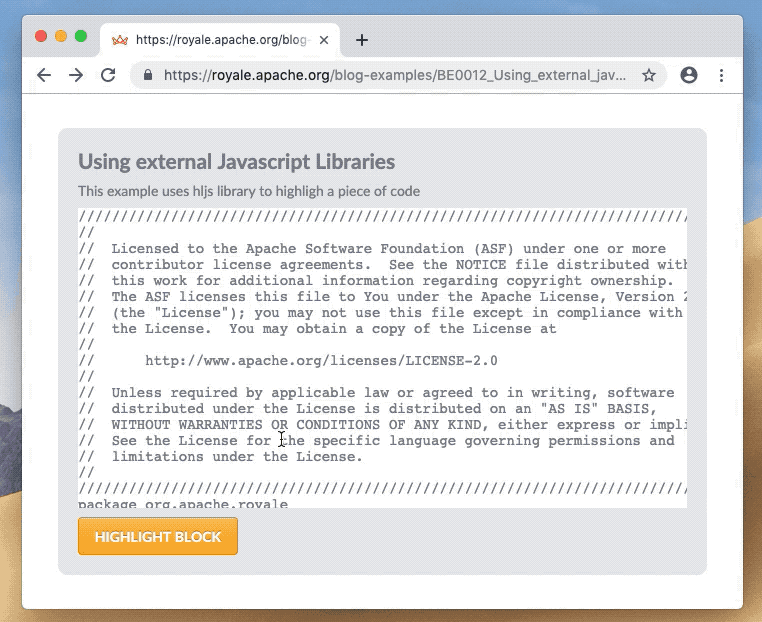 https://royale.apache.org/blog-
https://royale.apache.org/blog-examples/BE0012_Using_external_jav...
Using external Javascript Libraries
This example uses hljs library to highligh a piece of code
////////////////////////////////////////////////////////////////////////
//
//  Licensed to the Apache Software Foundation (ASF) under one or more
//  contributor license agreements.  See the NOTICE file distributed with
//  this work for additional information regarding copyright ownership.
//  The ASF licenses this file to You under the Apache License, Version 2
//  (the "License"); you may not use this file except in compliance with
//  the License.  You may obtain a copy of the License at
//
//      http://www.apache.org/licenses/LICENSE-2.0
//
//  Unless required by applicable law or agreed to in writing, software
//  distributed under the License is distributed on an "AS IS" BASIS,
//  WITHOUT WARRANTIES OR CONDITIONS OF ANY KIND, either express or impli
//  See the License for the specific language governing permissions and
//  limitations under the License.
//
////////////////////////////////////////////////////////////////////////
package org.apache.royale
HIGHLIGHT BLOCK